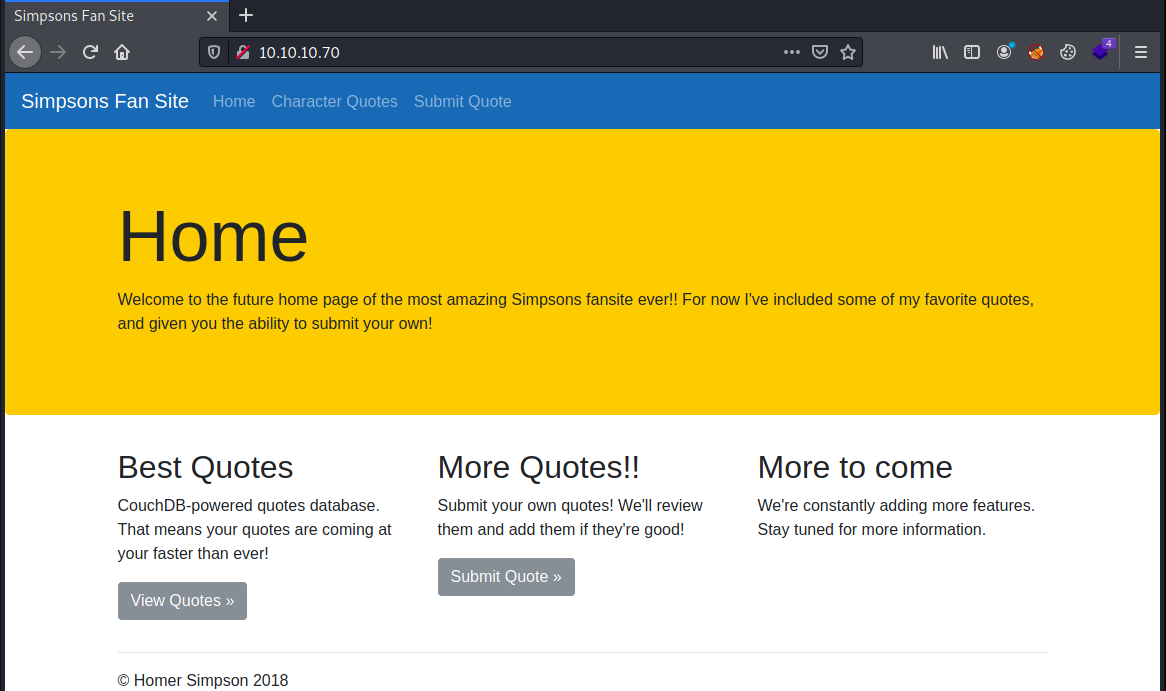 Simpsons Fan Site
10.10.10.70
4
Simpsons Fan Site Home Character Quotes Submit Quote
Home
Welcome to the future home page of the most amazing Simpsons fansite ever!! For now I've included some of my favorite quotes,
and given you the ability to submit your own!
Best Quotes
CouchDB-powered quotes database.
That means your quotes are coming at
your faster than ever!
View Quotes »
More Quotes!!
Submit your own quotes! We'll review
them and add them if they're good!
Submit Quote »
More to come
We're constantly adding more features.
Stay tuned for more information.
© Homer Simpson 2018